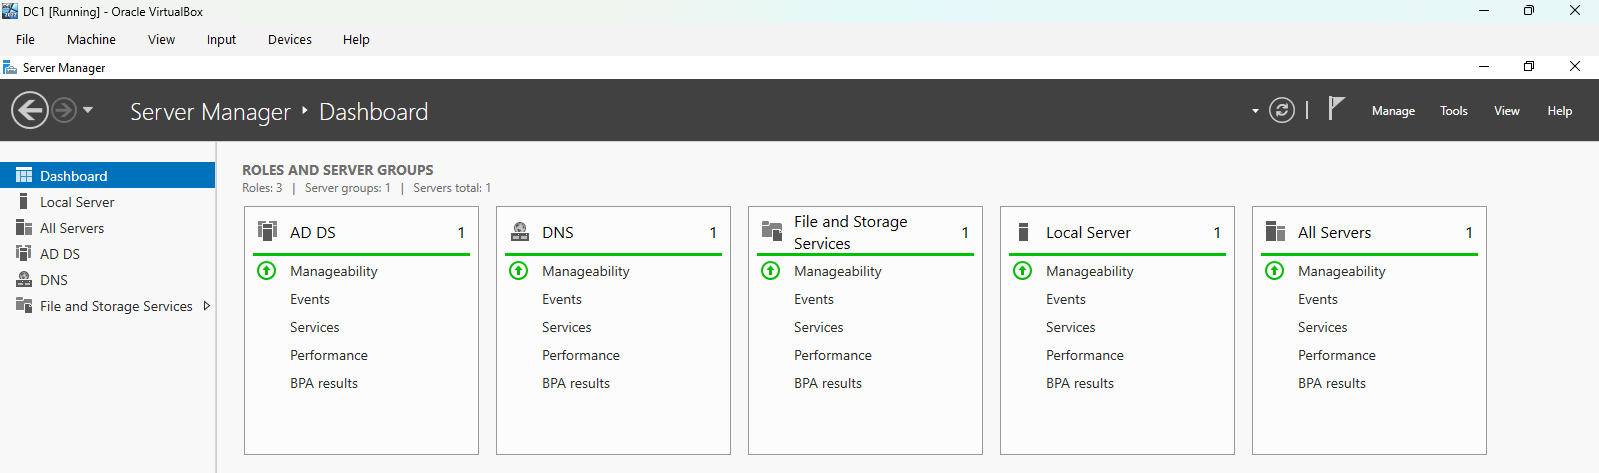 DC1 [Running] - Oracle VirtualBox
File Machine View Input Devices Help
Server Manager
Server Manager Dashboard
Manage Tools View Help
Dashboard
Local Server
All Servers
AD DS
DNS
File and Storage Services
ROLES AND SERVER GROUPS
Roles: 3 | Server groups: 1 | Servers total: 1
AD DS 1
Manageability
Events
Services
Performance
BPA results
DNS 1
Manageability
Events
Services
Performance
BPA results
File and Storage
Services 1
Manageability
Events
Services
Performance
BPA results
Local Server 1
Manageability
Events
Services
Performance
BPA results
All Servers 1
Manageability
Events
Services
Performance
BPA results